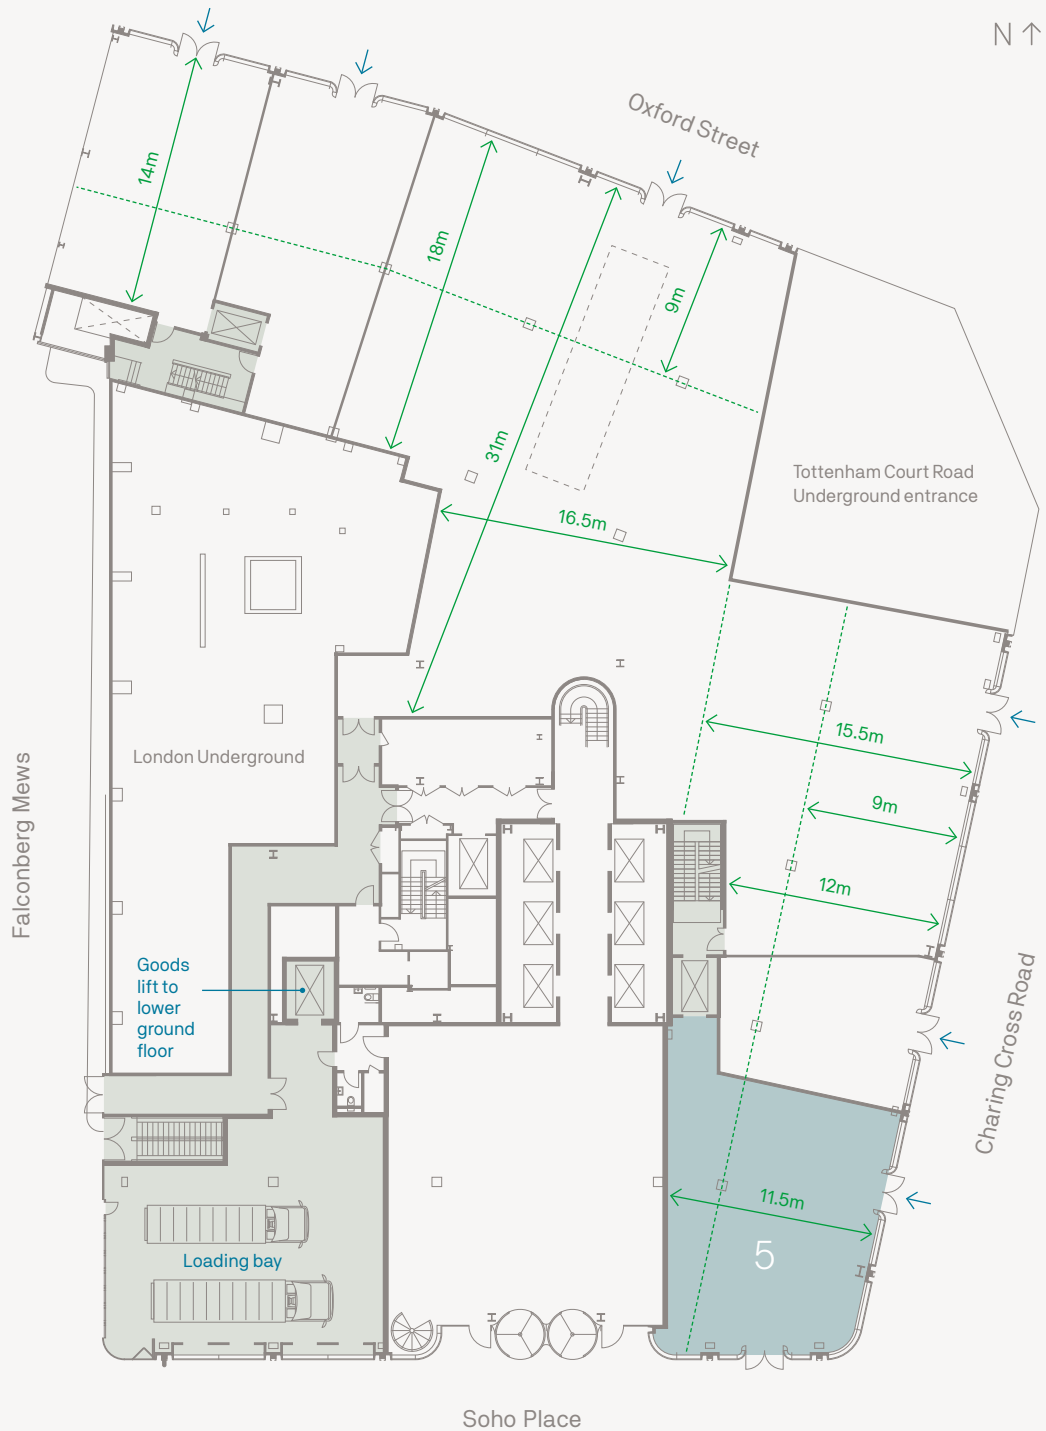 N ↑
Oxford Street
14m
18m
9m
31m
Tottenham Court Road
Underground entrance
16.5m
15.5m
London Underground
9m
Falconberg Mews
12m
Goods
lift to
lower
ground
floor
Charing Cross Road
11.5m
5
Loading bay
Soho Place